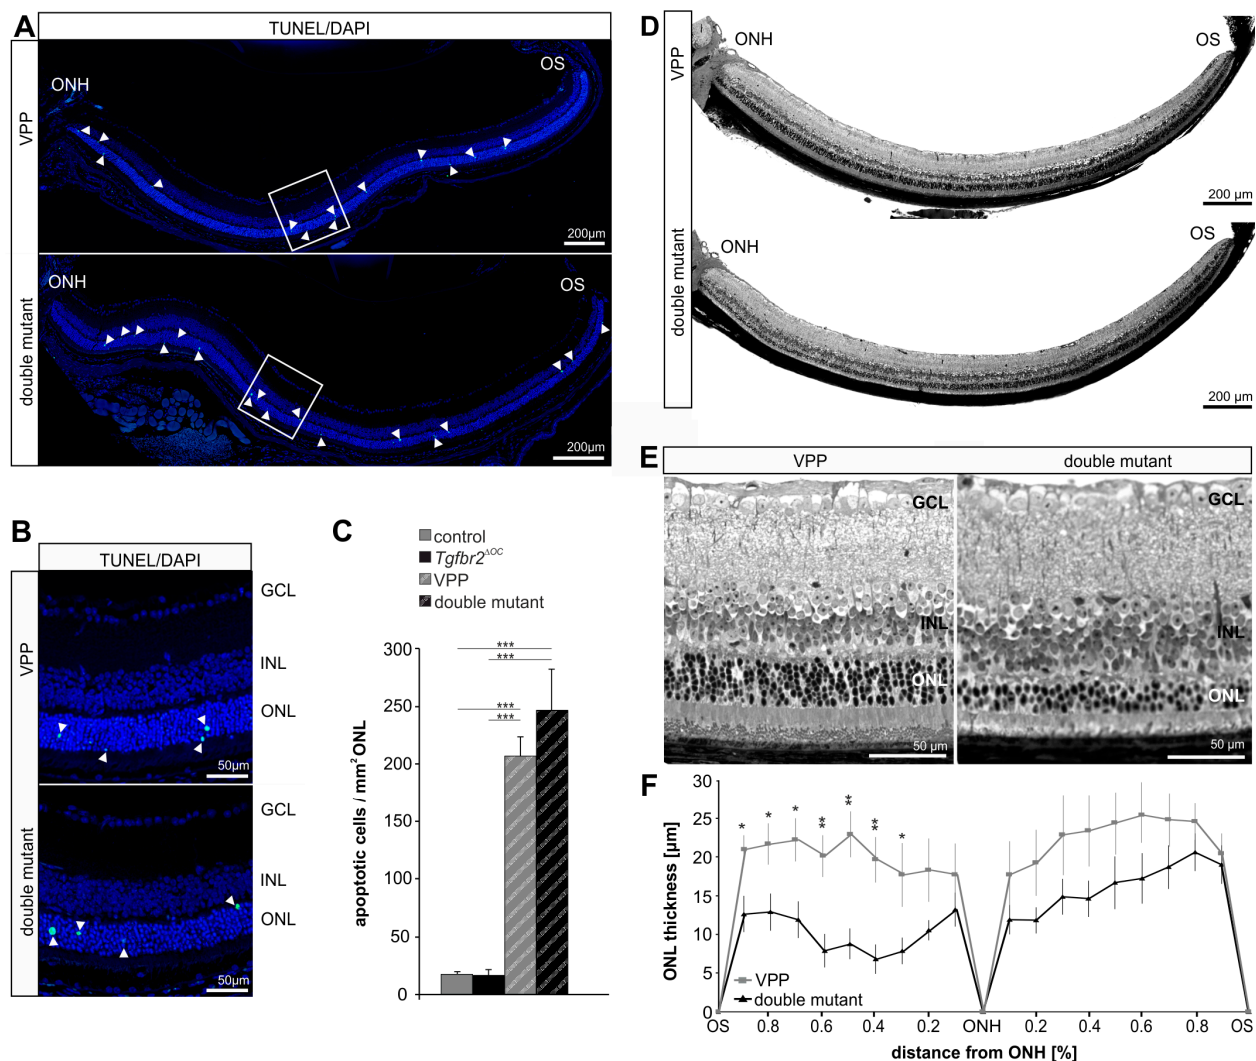 A
TUNEL/DAPI
VPP
ONH
OS
200µm
double mutant
ONH
OS
200µm
B
TUNEL/DAPI
VPP
GCL
INL
ONL
50µm
double mutant
GCL
INL
ONL
50µm
C
control
Tgfbr2ΔOC
VPP
double mutant
apoptotic cells / mm² ONL
300
250
200
150
100
50
0
***
***
***
***
D
VPP
ONH
OS
200 µm
double mutant
ONH
OS
200 µm
E
VPP
double mutant
GCL
INL
ONL
50 µm
GCL
INL
ONL
50 µm
F
ONL thickness [µm]
30
25
20
15
10
5
0
* * * ** ** ** *
VPP
double mutant
OS 0.8 0.6 0.4 0.2 ONH 0.2 0.4 0.6 0.8 OS
distance from ONH [%]